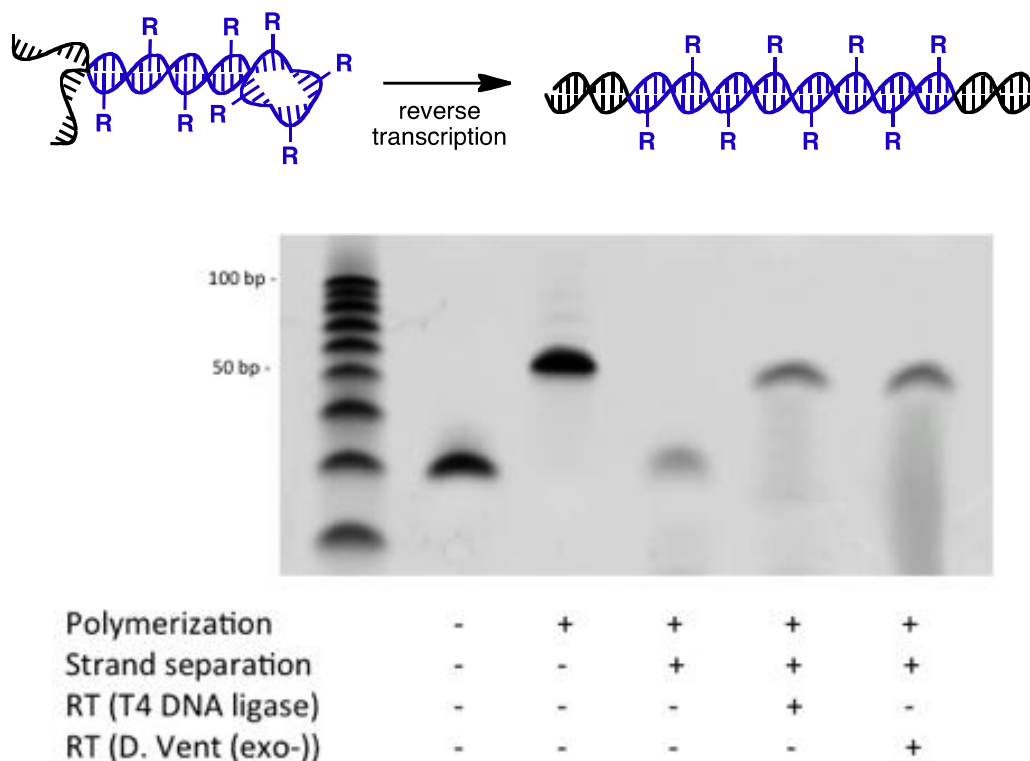 R R R R
R R R R R
R R R R
reverse
transcription
R R R R
100 bp -
50 bp -
Polymerization - + + + +
Strand separation - - + + +
RT (T4 DNA ligase) - - - + -
RT (D. Vent (exo-)) - - - - +